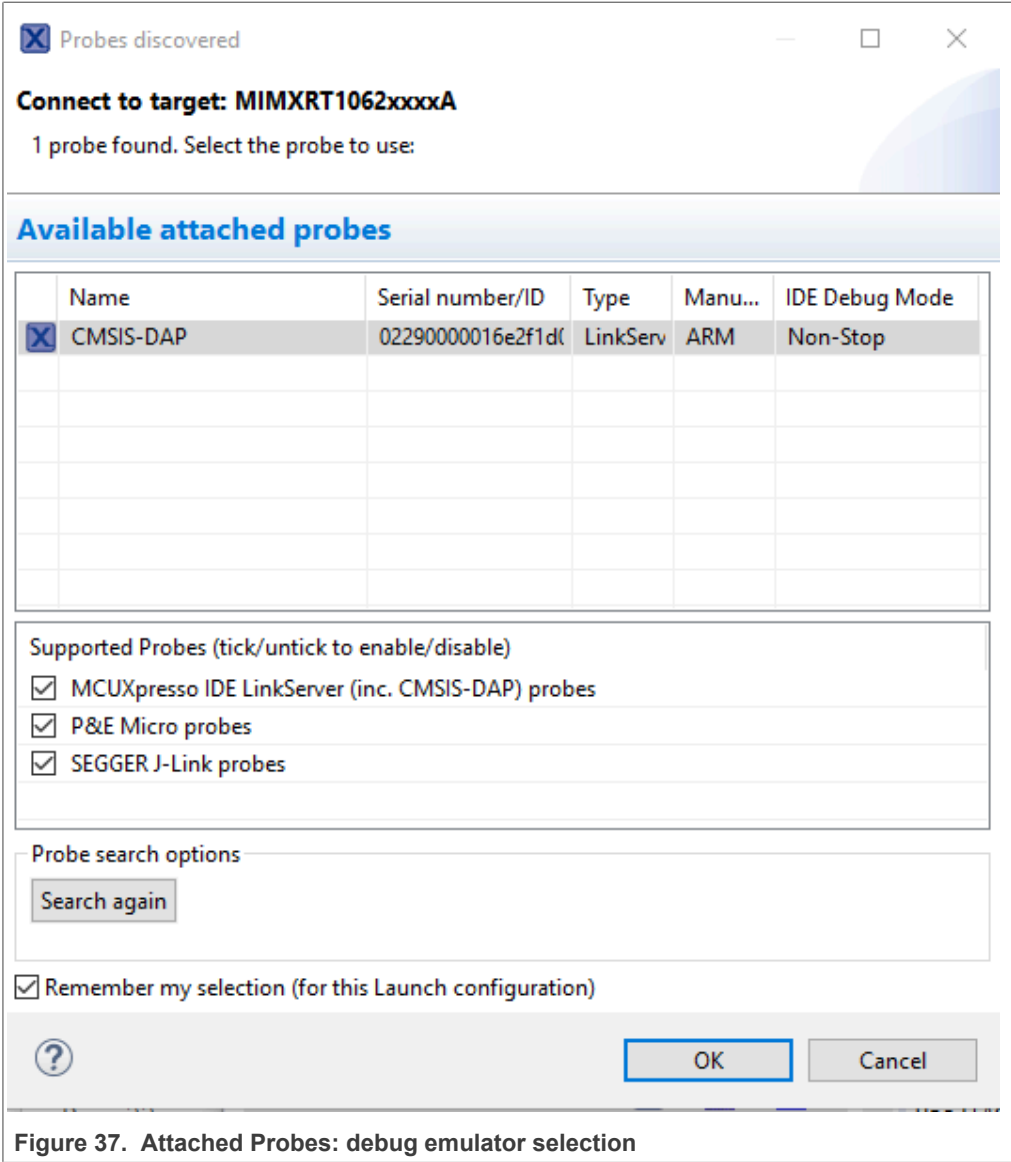 Probes discovered
Connect to target: MIMXRT1062xxxxA
1 probe found. Select the probe to use:
Available attached probes
Name Serial number/ID Type Manu... IDE Debug Mode
CMSIS-DAP 02290000016e2f1d( LinkServ ARM Non-Stop
Supported Probes (tick/untick to enable/disable)
MCUXpresso IDE LinkServer (inc. CMSIS-DAP) probes
P&E Micro probes
SEGGER J-Link probes
Probe search options
Search again
Remember my selection (for this Launch configuration)
OK Cancel
Figure 37. Attached Probes: debug emulator selection